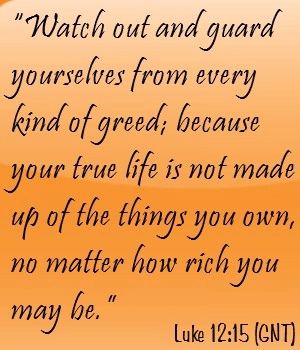 "Watch out and guard
yourselves from every
kind of greed; because
your true life is not made
up of the things you own,
no matter how rich you
may be."
Luke 12:15 (GNT)